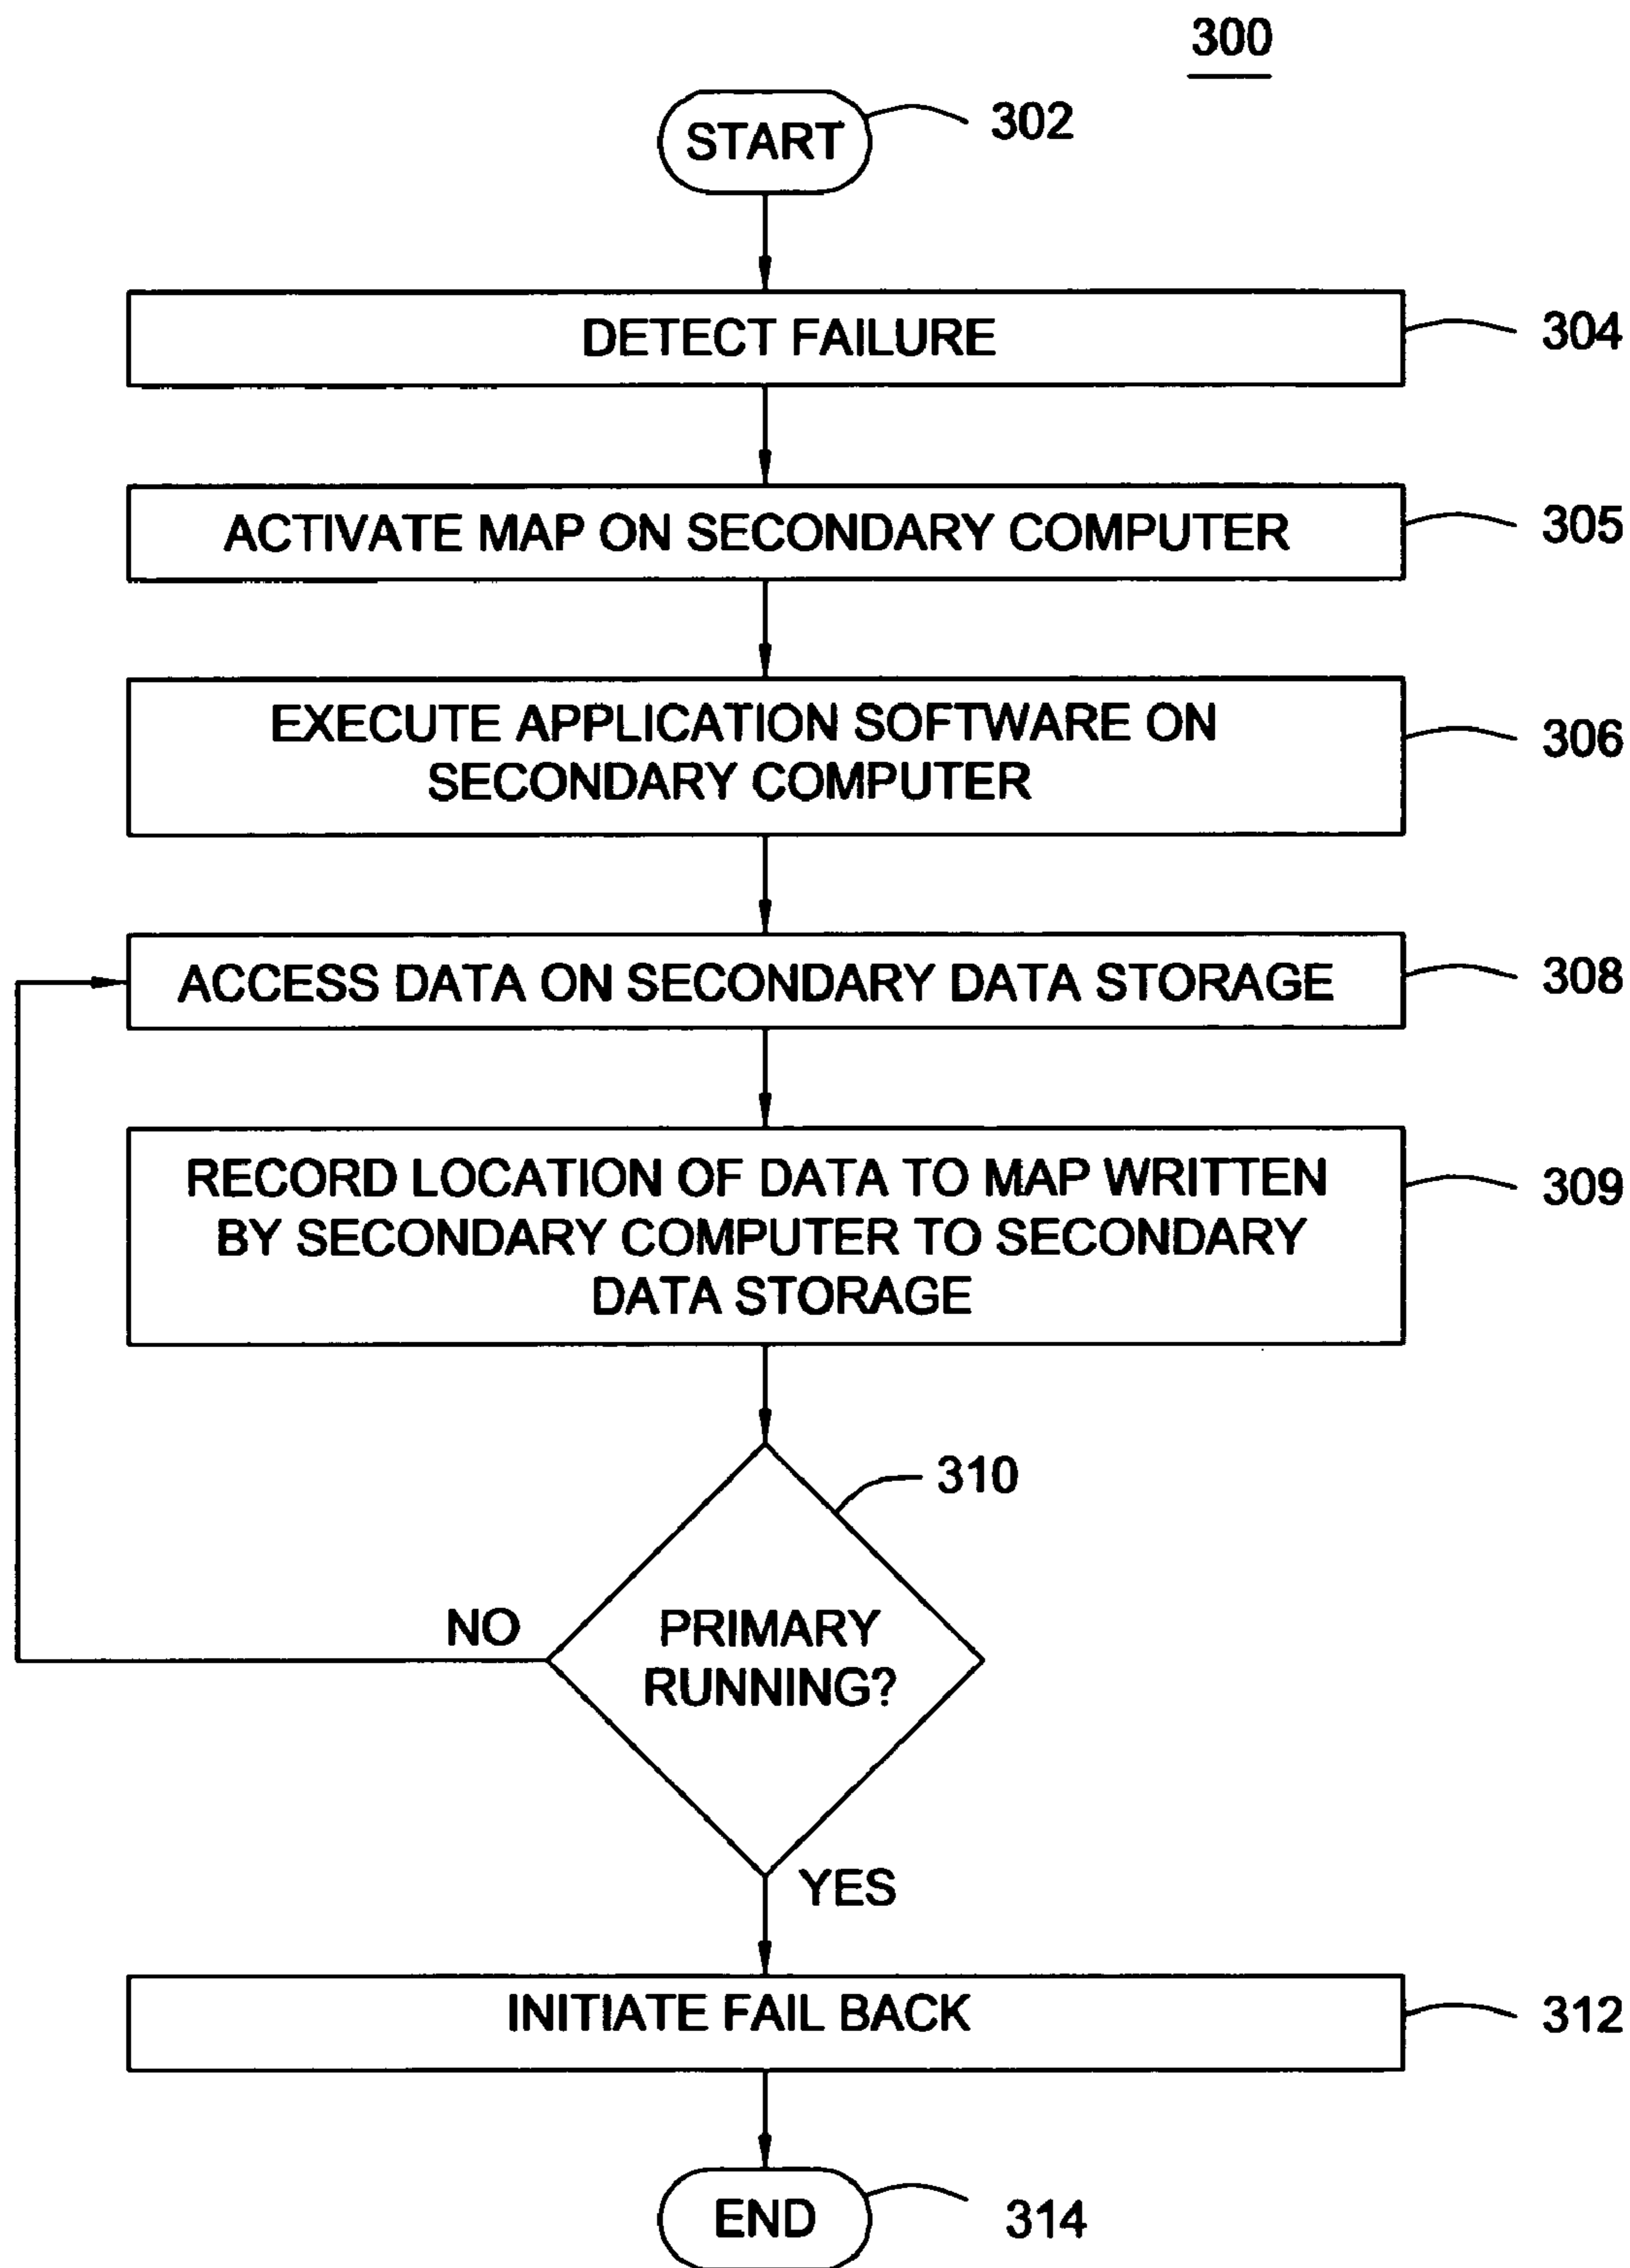 300
START
302
DETECT FAILURE
304
ACTIVATE MAP ON SECONDARY COMPUTER
305
EXECUTE APPLICATION SOFTWARE ON
SECONDARY COMPUTER
306
ACCESS DATA ON SECONDARY DATA STORAGE
308
RECORD LOCATION OF DATA TO MAP WRITTEN
BY SECONDARY COMPUTER TO SECONDARY
DATA STORAGE
309
310
NO
PRIMARY
RUNNING?
YES
INITIATE FAIL BACK
312
END
314